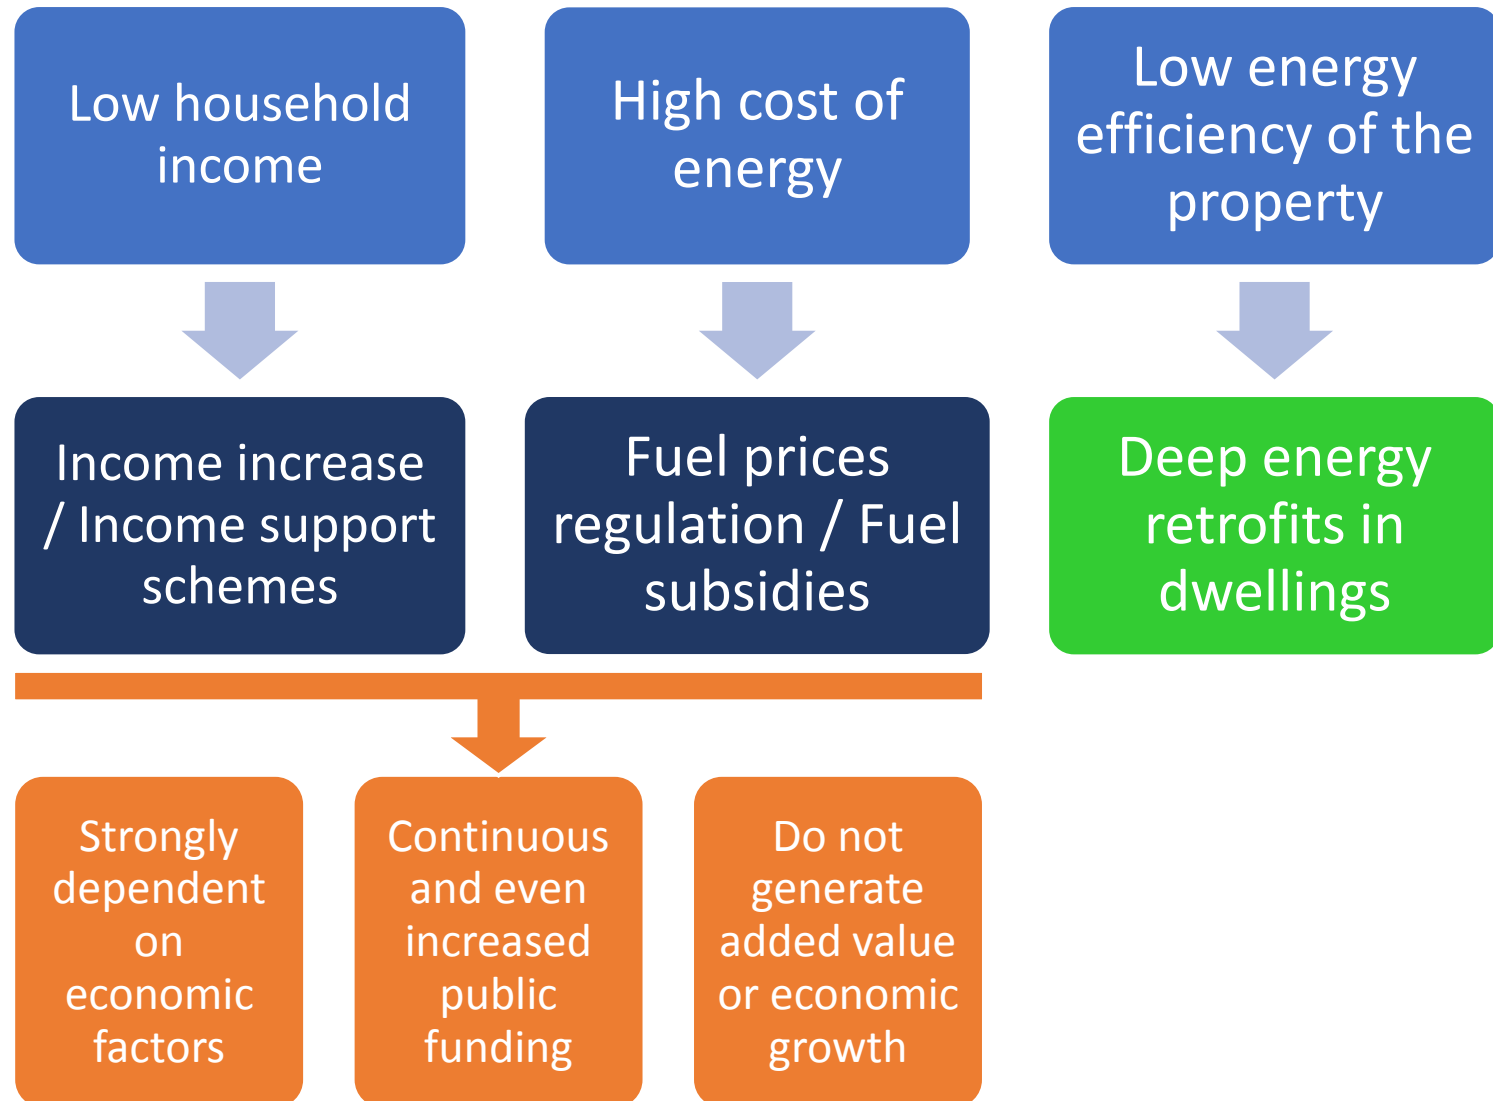 Low household
income
High cost of
energy
Low energy
efficiency of the
property
Income increase
/ Income support
schemes
Fuel prices
regulation / Fuel
subsidies
Deep energy
retrofits in
dwellings
Strongly
dependent
on
economic
factors
Continuous
and even
increased
public
funding
Do not
generate
added value
or economic
growth